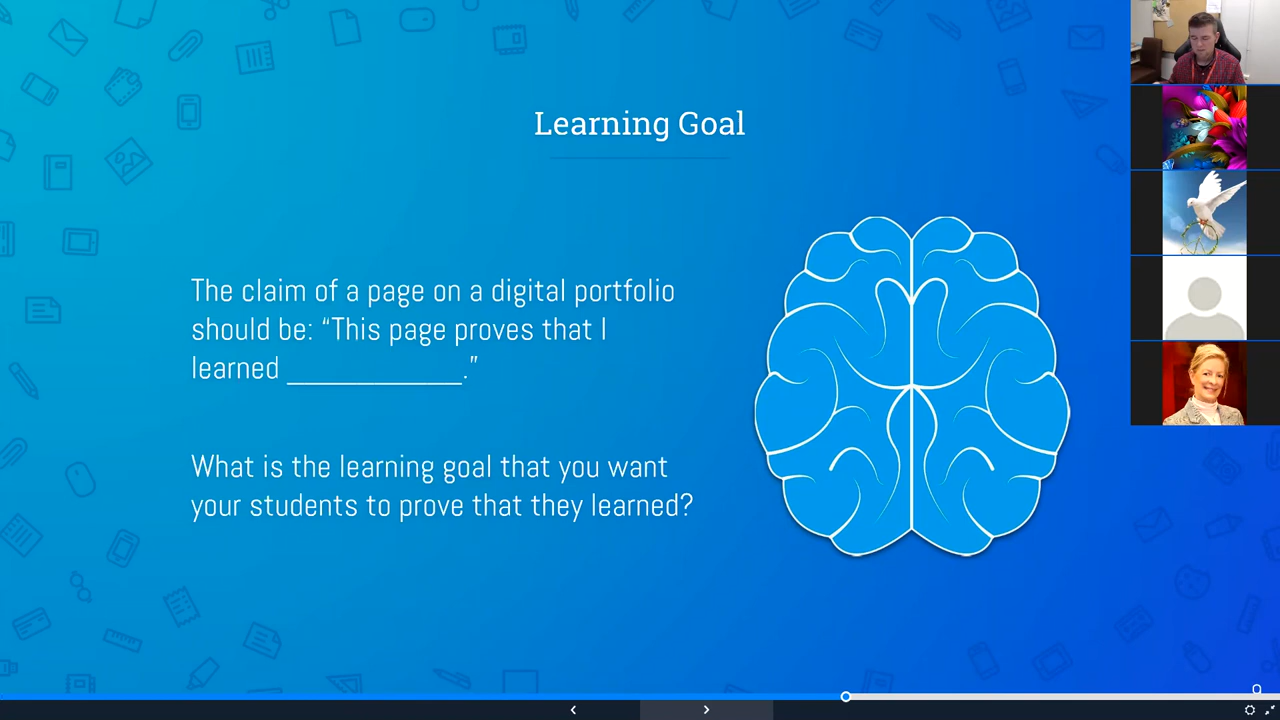 Learning Goal
The claim of a page on a digital portfolio
should be: “This page proves that I
learned ____________.”
What is the learning goal that you want
your students to prove that they learned?